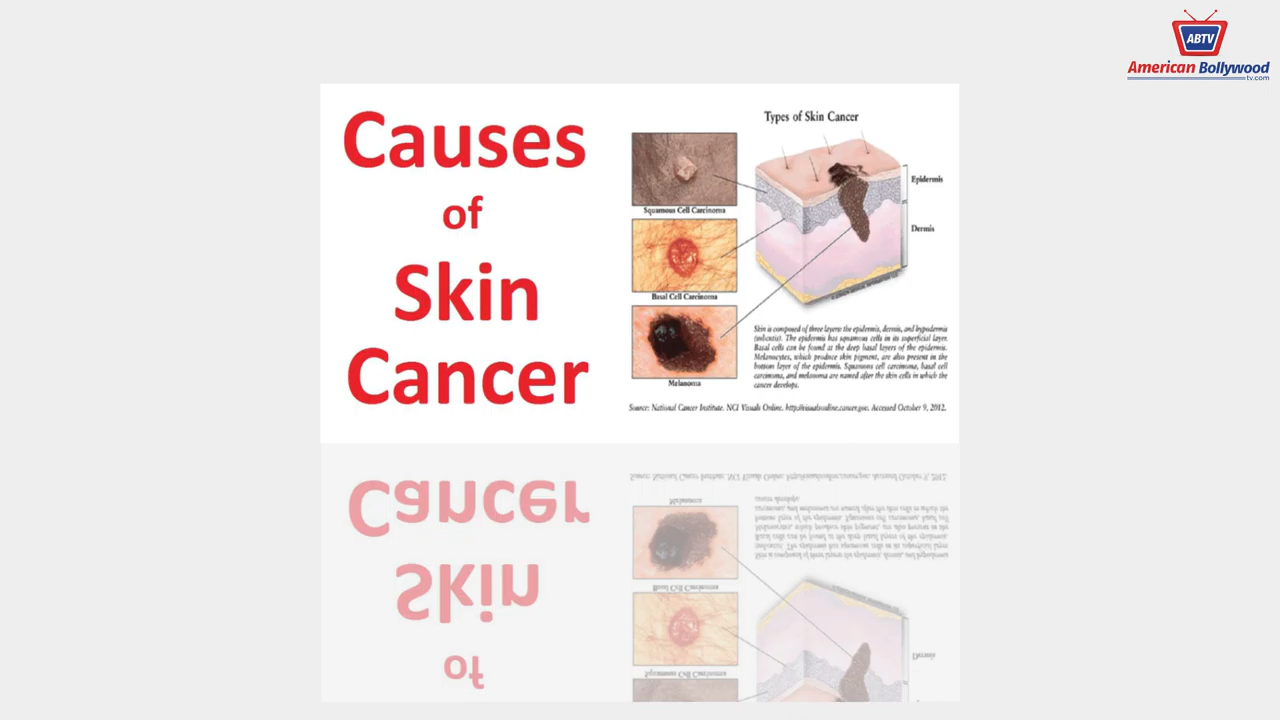 ABTV
American Bollywood
tv.com
Causes
of
Skin
Cancer
Types of Skin Cancer
Squamous Cell Carcinoma
Basal Cell Carcinoma
Melanoma
Epidermis
Dermis
Skin is composed of three layers: the epidermis, dermis, and hypodermis
(subcutis). The epidermis has squamous cells in its superficial layer.
Basal cells can be found at the deep basal layers of the epidermis.
Melanocytes, which produce skin pigment, are also present in the
bottom layer of the epidermis. Squamous cell carcinoma, basal cell
carcinoma, and melanoma are named after the skin cells in which the
cancer develops.
Source: National Cancer Institute. NCI Visuals Online. http://visualsonline.cancer.gov. Accessed October 9, 2012.